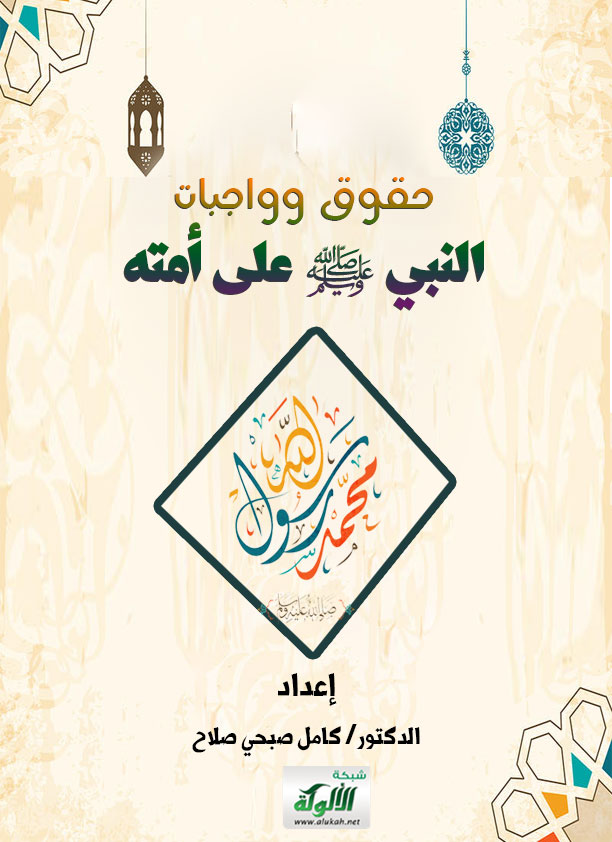 حقوق وواجبات
النبي ﷺ على أمته
محمد رسول الله
صلى الله عليه وسلم
إعداد
الدكتور/ كامل صبحي صلاح
شبكة
الألوكة
www.alukah.net